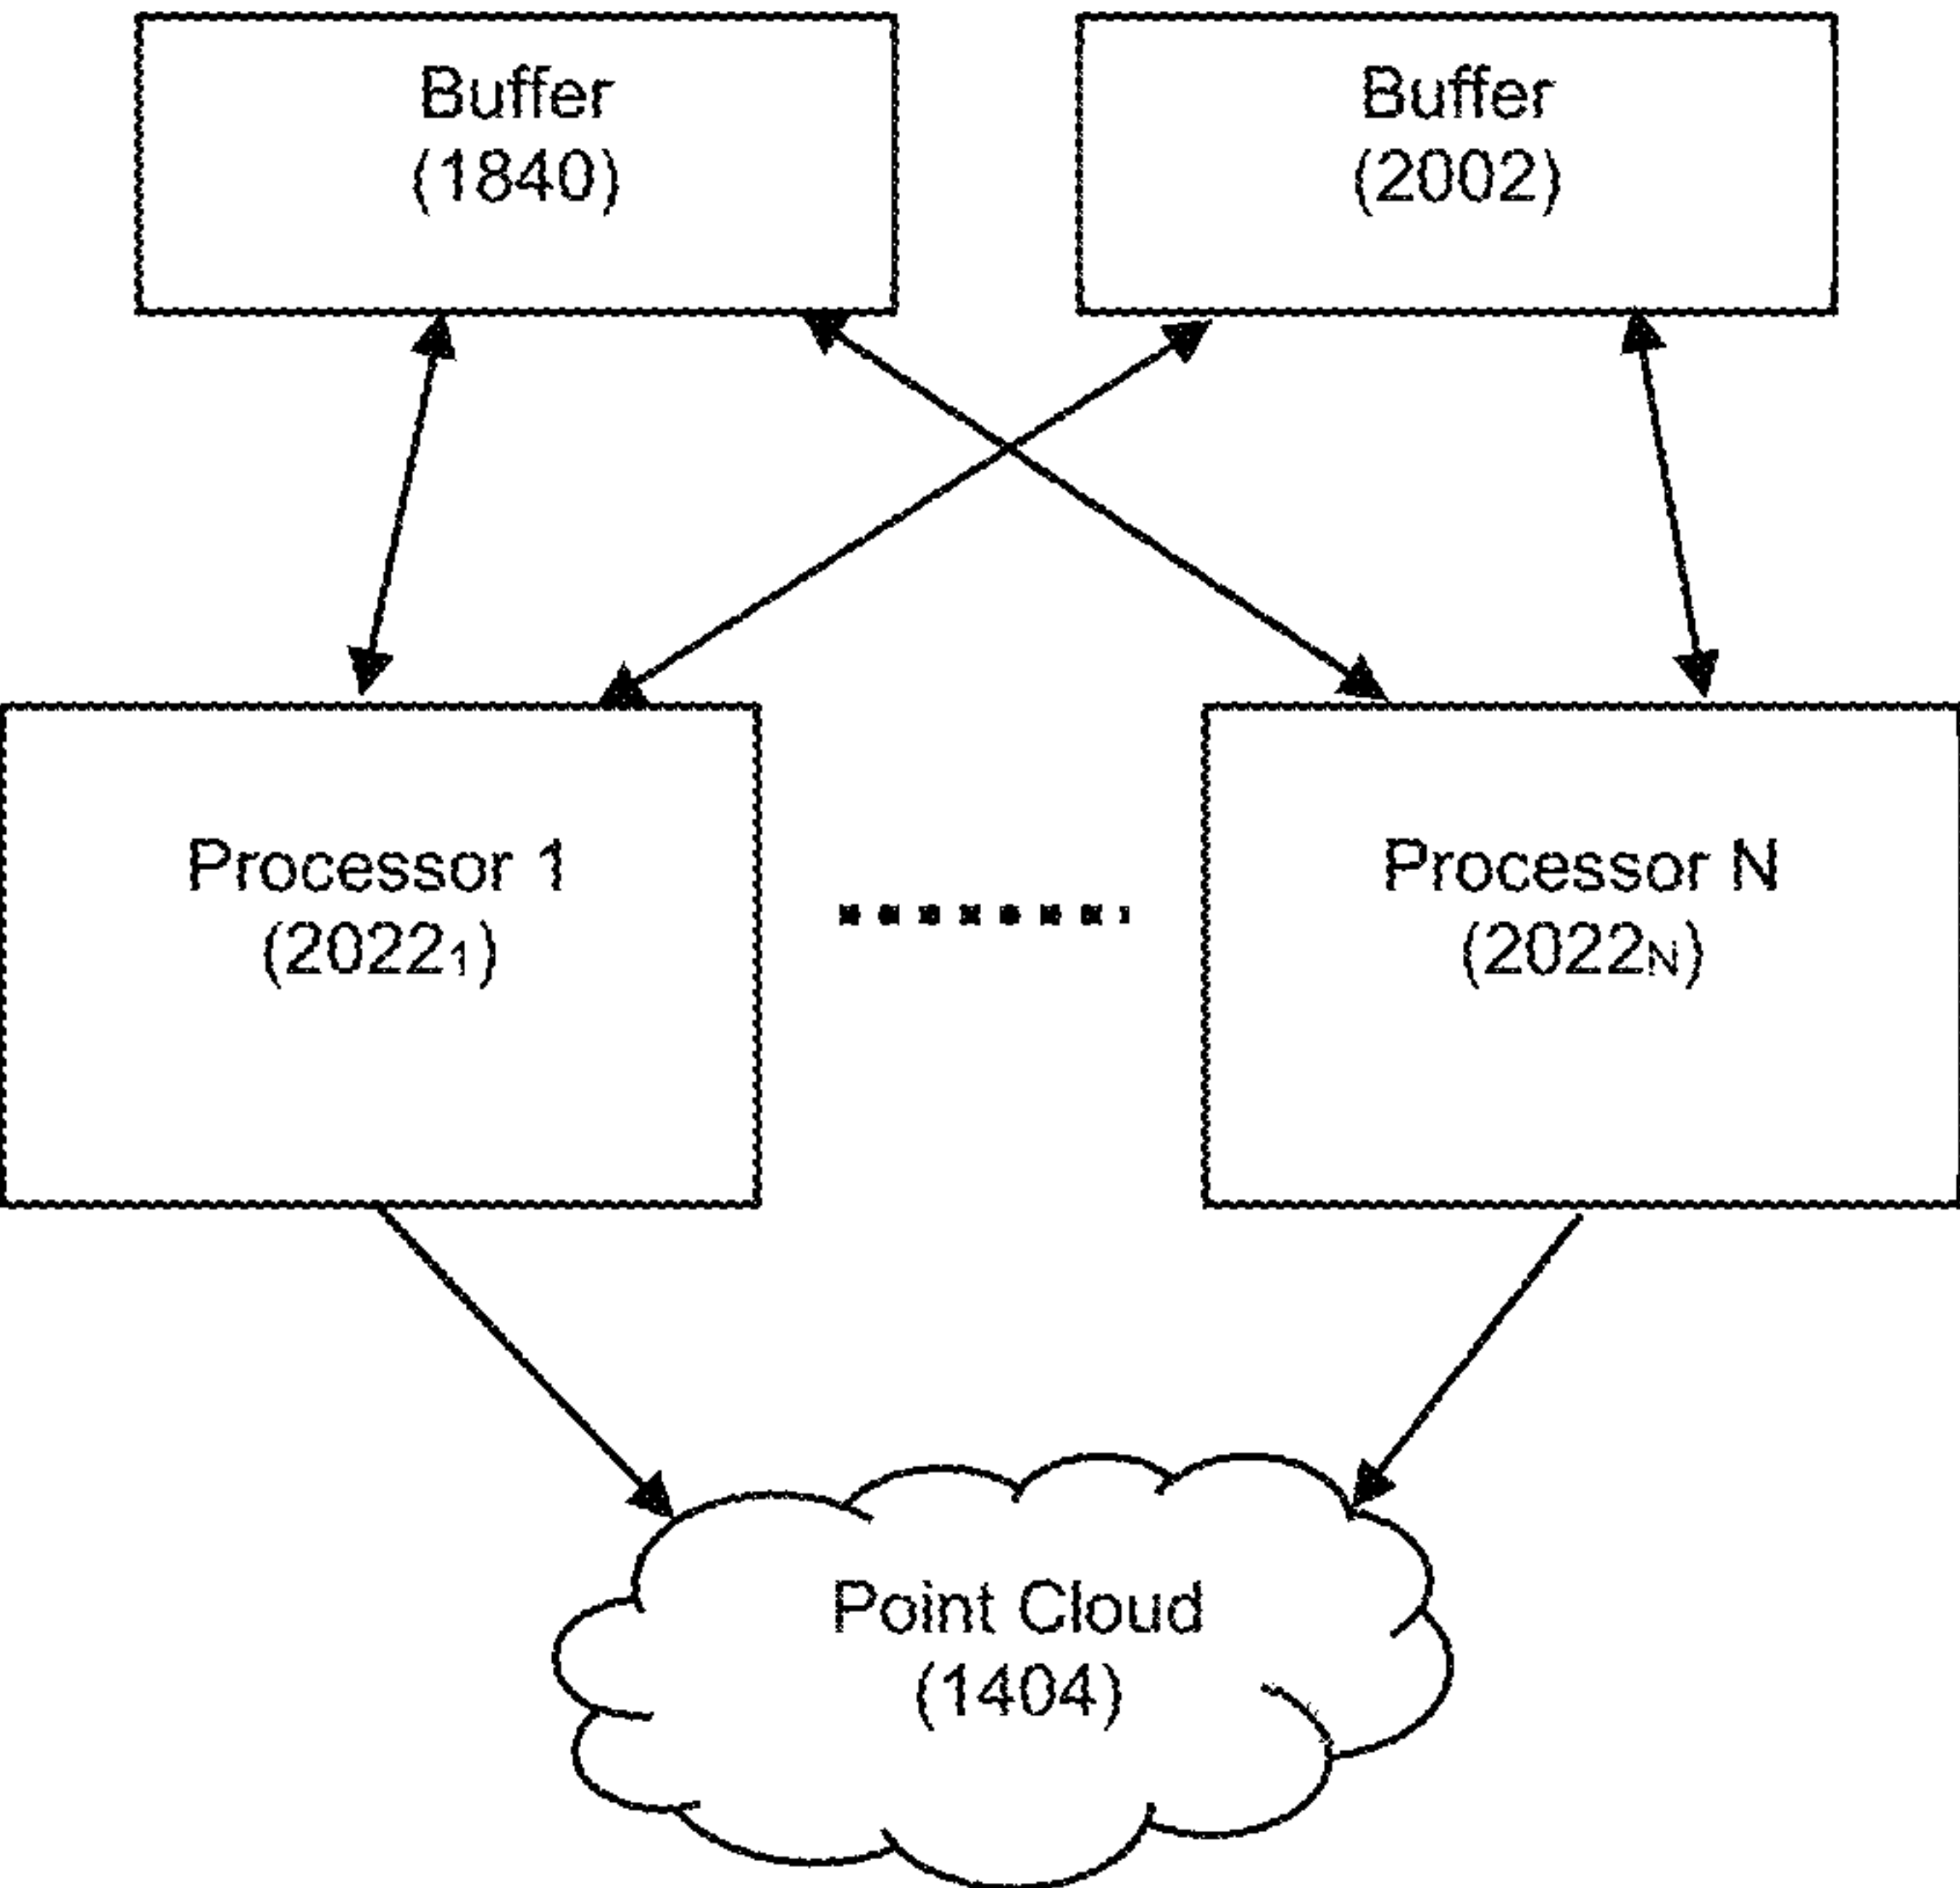 Buffer
(1840)
Buffer
(2002)
Processor 1
(2022₁)
Processor N
(2022N)
Point Cloud
(1404)